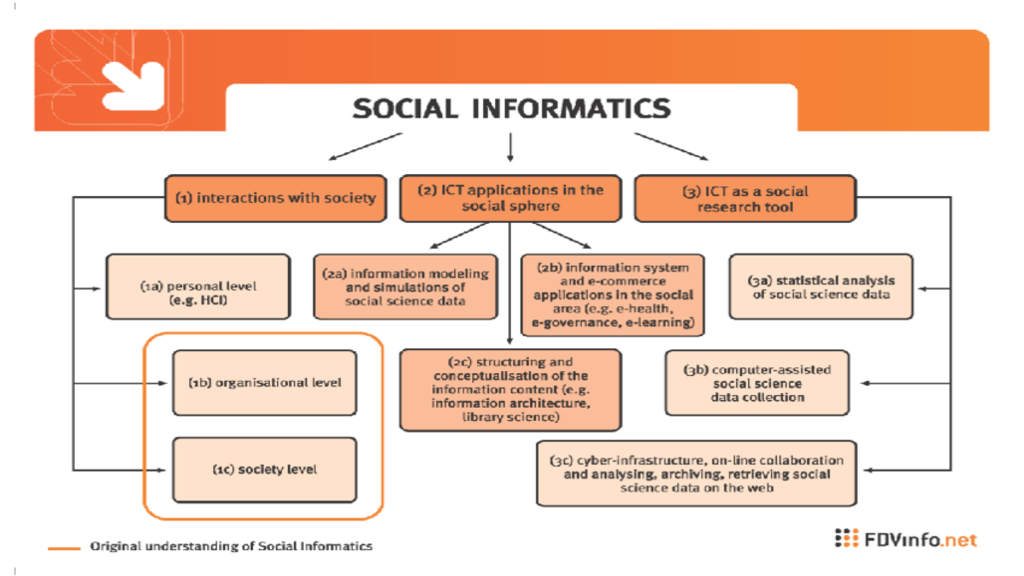 SOCIAL INFORMATICS
(1) interactions with society
(2) ICT applications in the
social sphere
(3) ICT as a social
research tool
(1a) personal level
(e.g. HCI)
(2a) information modeling
and simulations of
social science data
(2b) information system
and e-commerce
applications in the social
area (e.g. e-health,
e-governance, e-learning)
(3a) statistical analysis
of social science data
(1b) organisational level
(2c) structuring and
conceptualisation of the
information content (e.g.
information architecture,
library science)
(3b) computer-assisted
social science
data collection
(1c) society level
(3c) cyber-infrastructure, on-line collaboration
and analysing, archiving, retrieving social
science data on the web
Original understanding of Social Informatics
FDVinfo.net